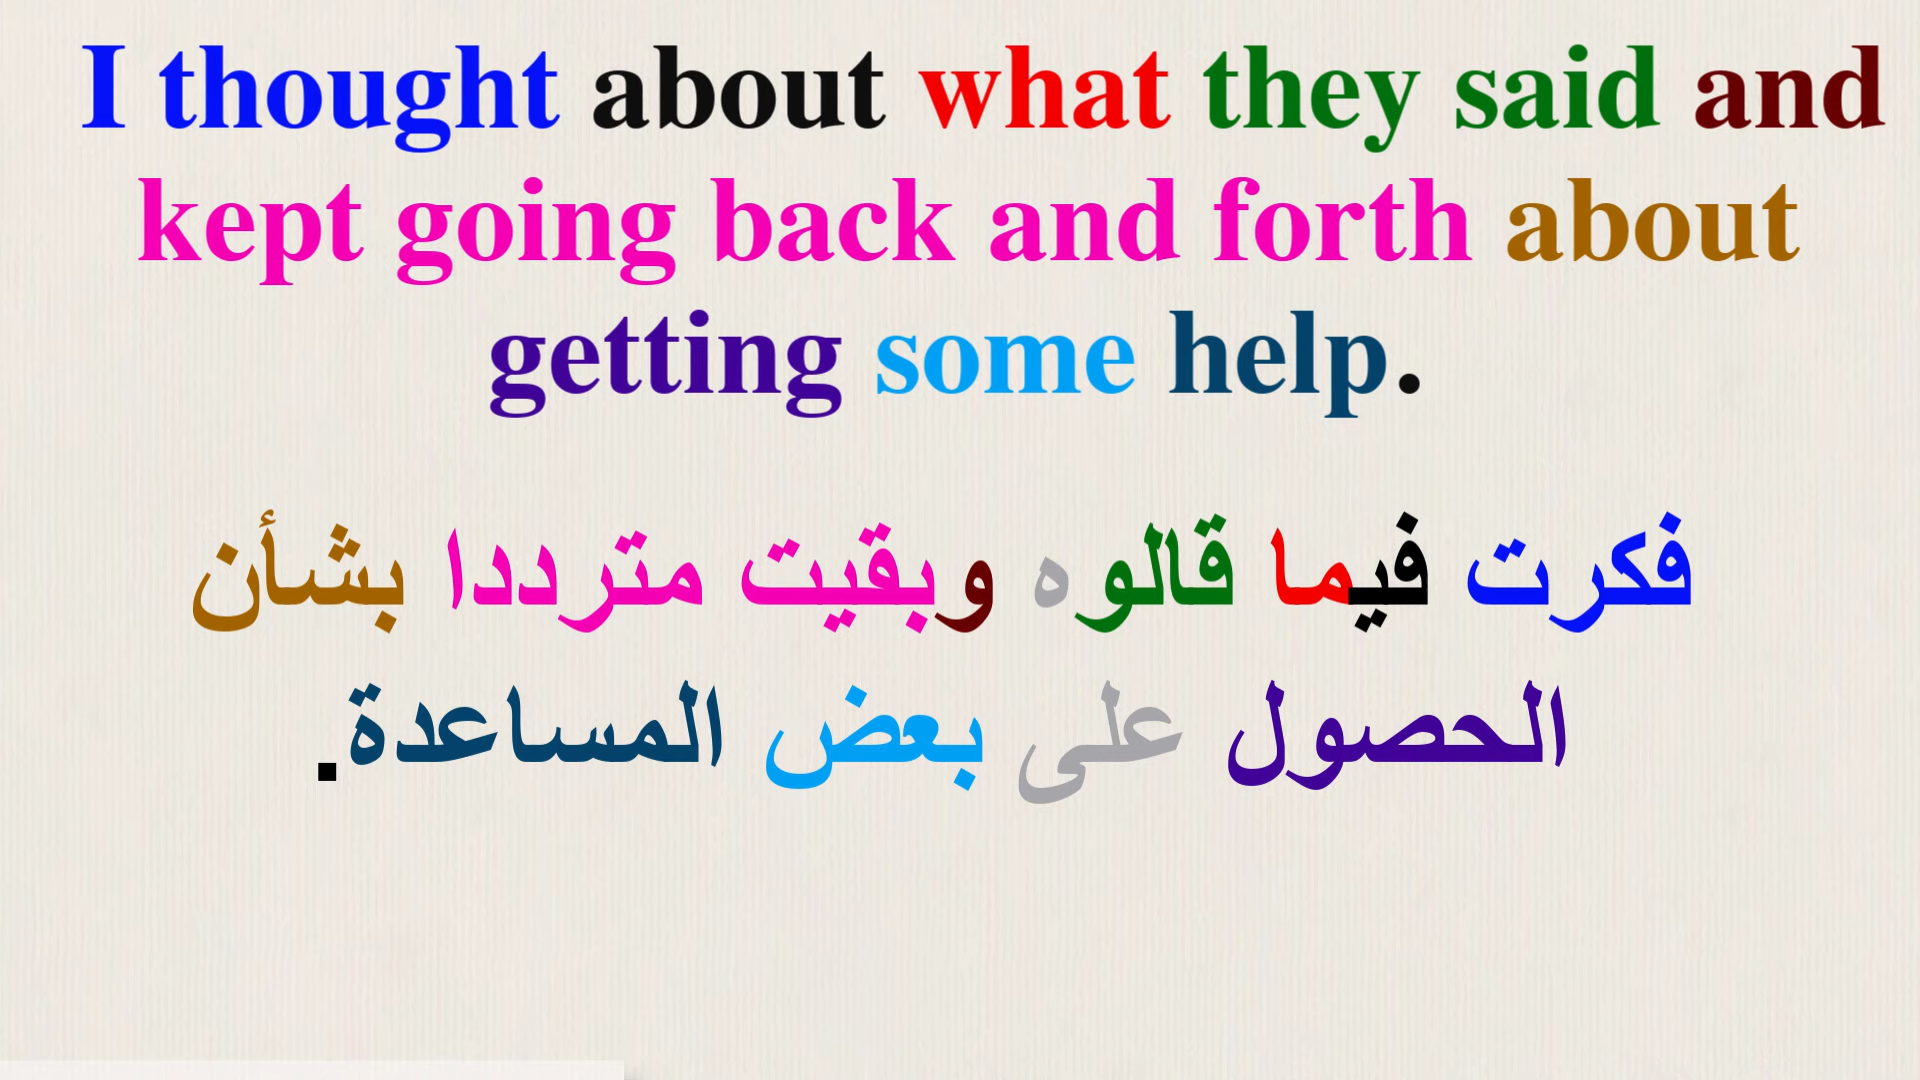 I thought about what they said and
kept going back and forth about
getting some help.
فكرت فيما قالوه وبقيت مترددا بشأن
الحصول على بعض المساعدة.